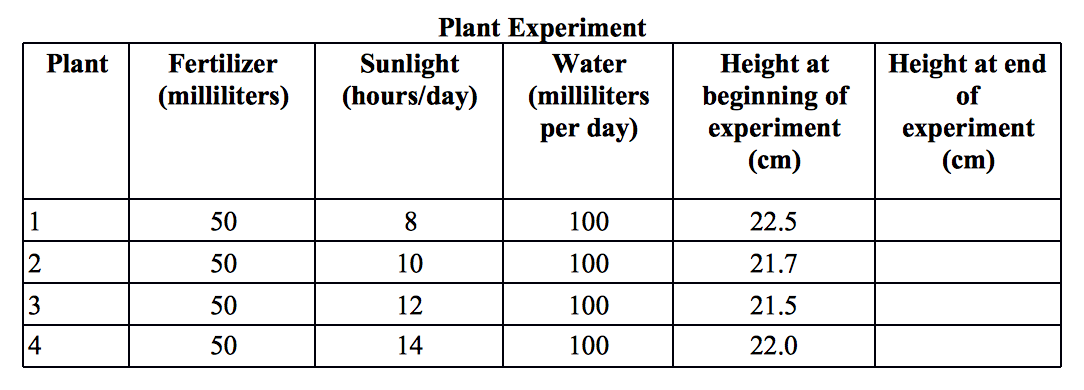 Plant Experiment
Plant Fertilizer Sunlight Water Height at Height at end
(milliliters) (hours/day) (milliliters beginning of of
per day) experiment experiment
(cm) (cm)
1 50 8 100 22.5
2 50 10 100 21.7
3 50 12 100 21.5
4 50 14 100 22.0